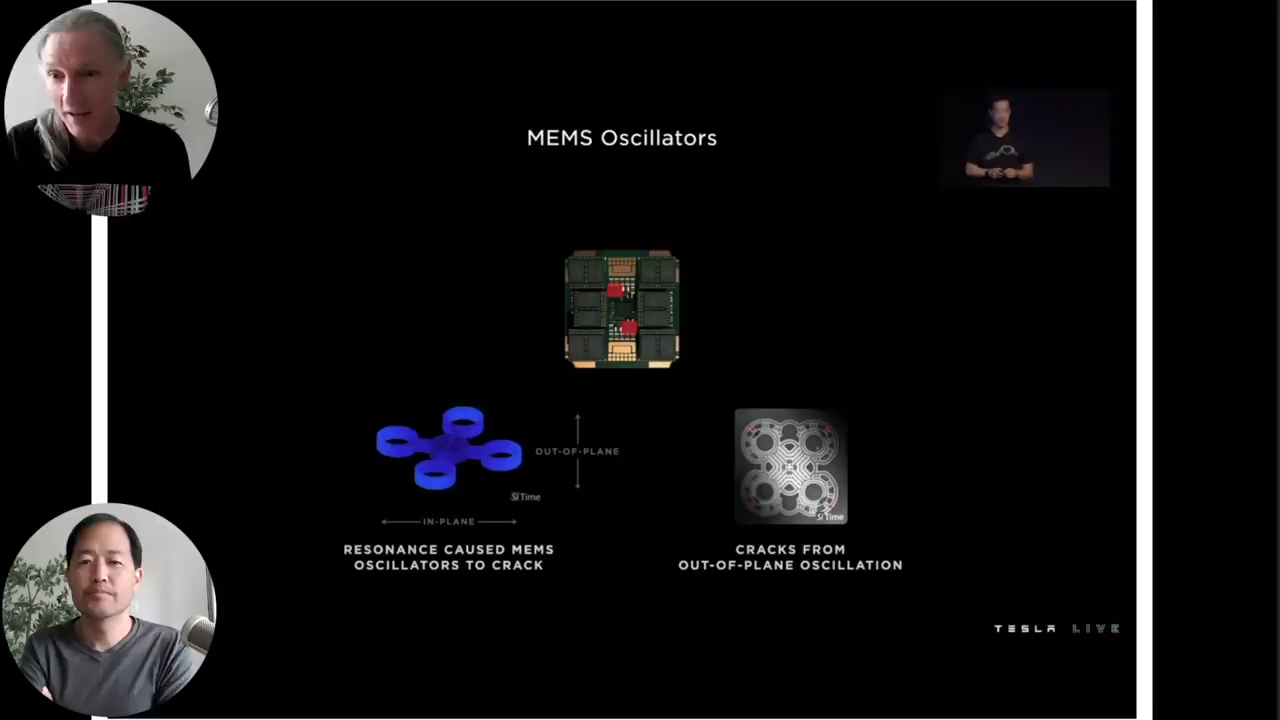 MEMS Oscillators
OUT-OF-PLANE
SiTime
IN-PLANE
RESONANCE CAUSED MEMS
OSCILLATORS TO CRACK
SiTime
CRACKS FROM
OUT-OF-PLANE OSCILLATION
TESLA LIVE